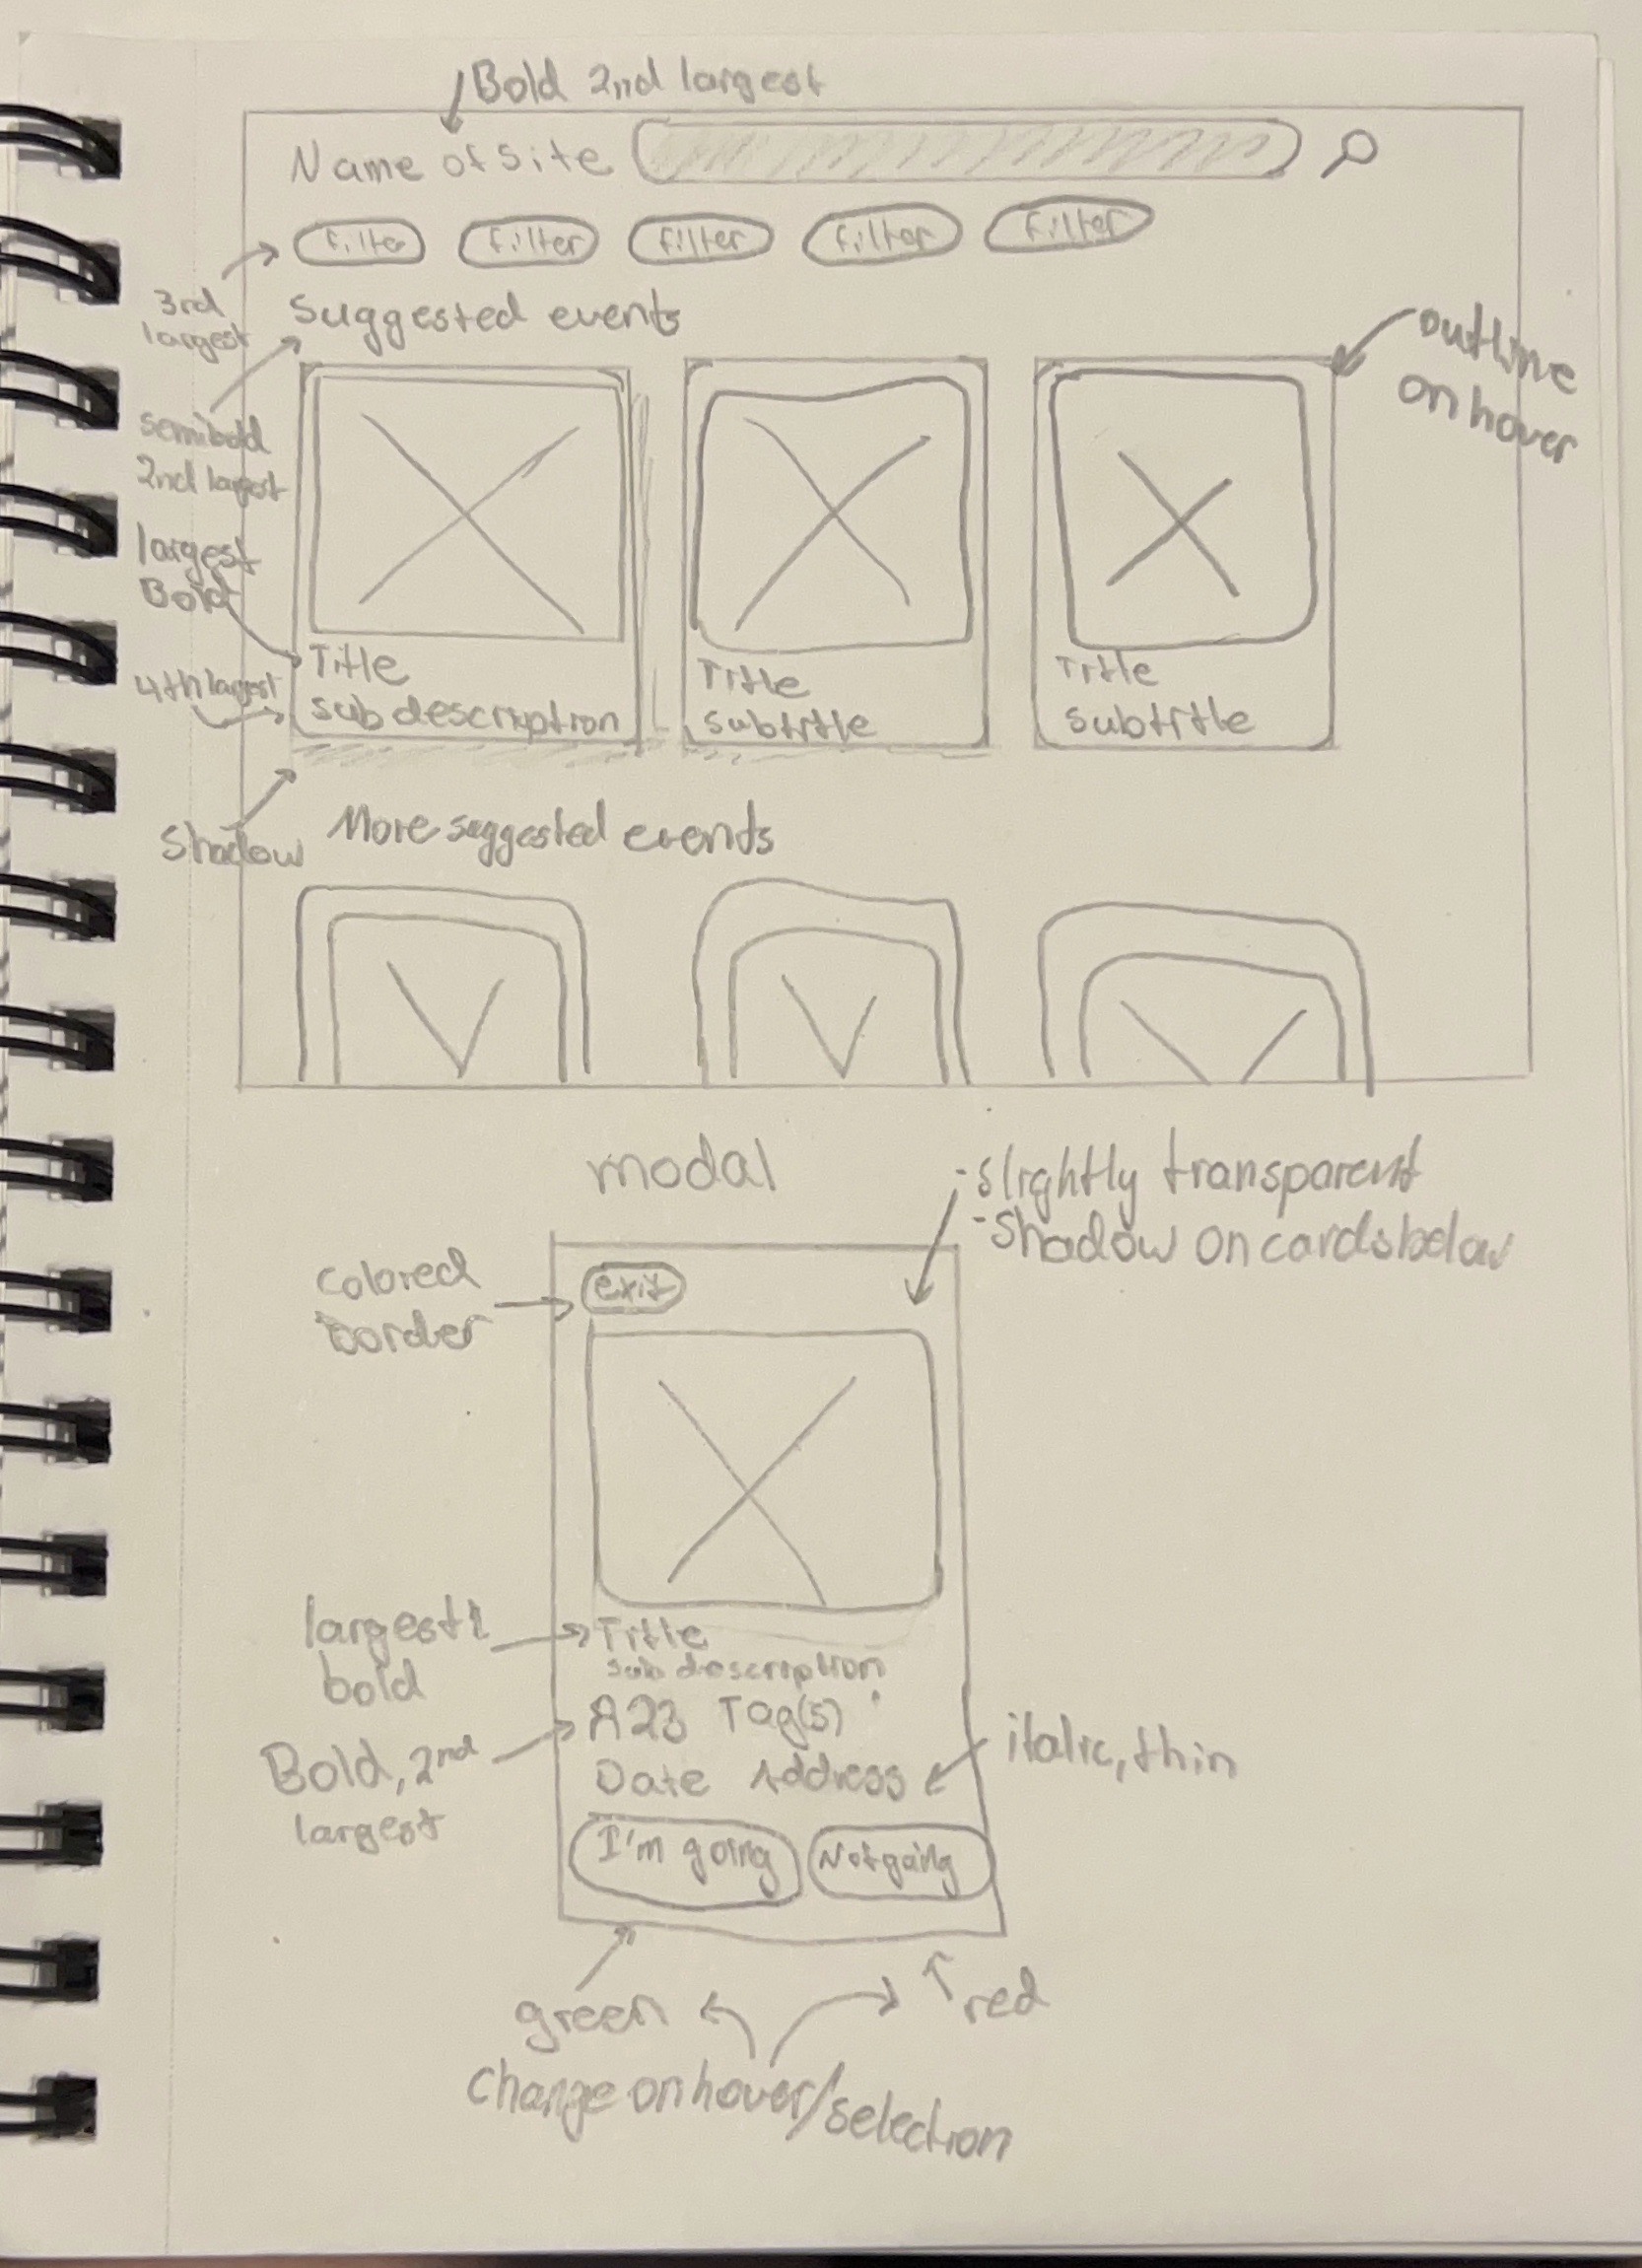 Bold 2nd largest
Name of Site
filter filter filter filter filter
3rd
largest
Suggested events
outline
on hover
semibold
2nd largest
largest
Bold
Title
sub description
Title
subtitle
Title
subtitle
4th largest
Shadow
More suggested events
modal
- slightly transparent
- Shadow on cards below
colored
border
exit
largest
bold
Title
sub description
A23 Tag(s)
Bold, 2nd
largest
italic, thin
Date Address
I'm going
Not going
green
red
Change on hover/selection